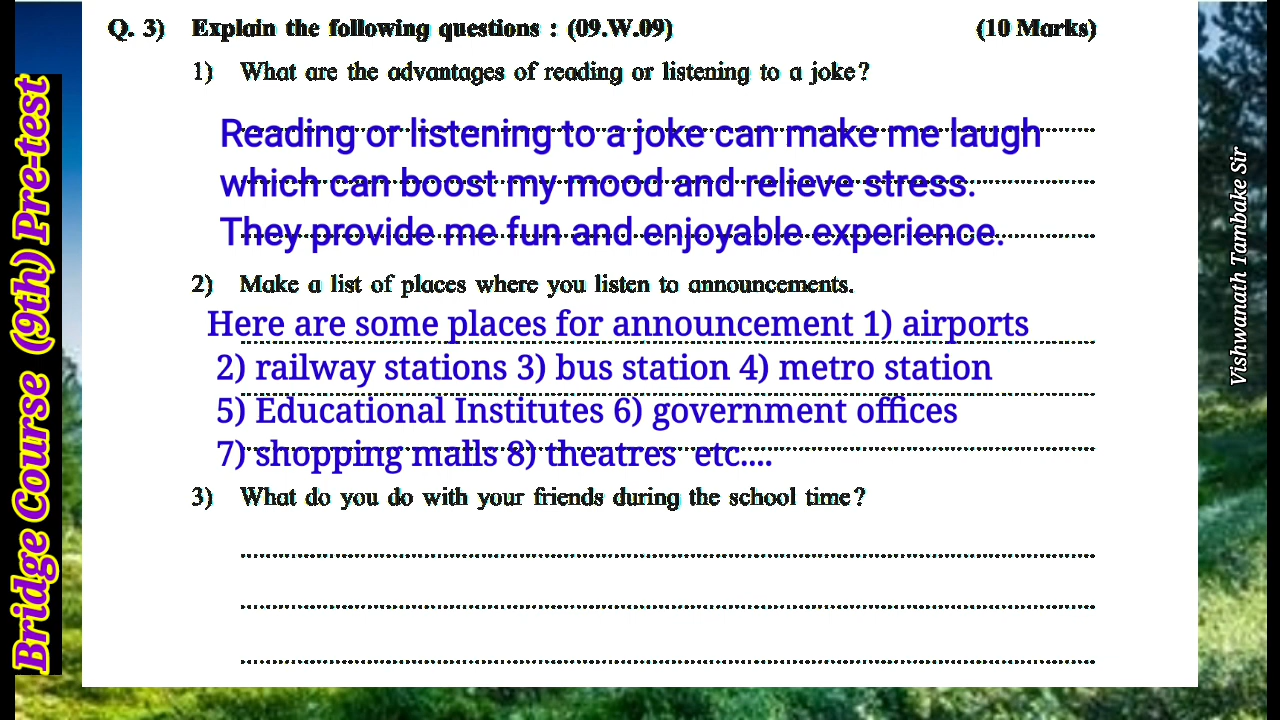 Bridge Course (9th) Pre-test
Q. 3) Explain the following questions : (09.W.09) (10 Marks)
1) What are the advantages of reading or listening to a joke?
Reading or listening to a joke can make me laugh
which can boost my mood and relieve stress.
They provide me fun and enjoyable experience.
2) Make a list of places where you listen to announcements.
Here are some places for announcement 1) airports
2) railway stations 3) bus station 4) metro station
5) Educational Institutes 6) government offices
7) shopping malls 8) theatres etc....
3) What do you do with your friends during the school time?
Vishwanath Tambake Sir